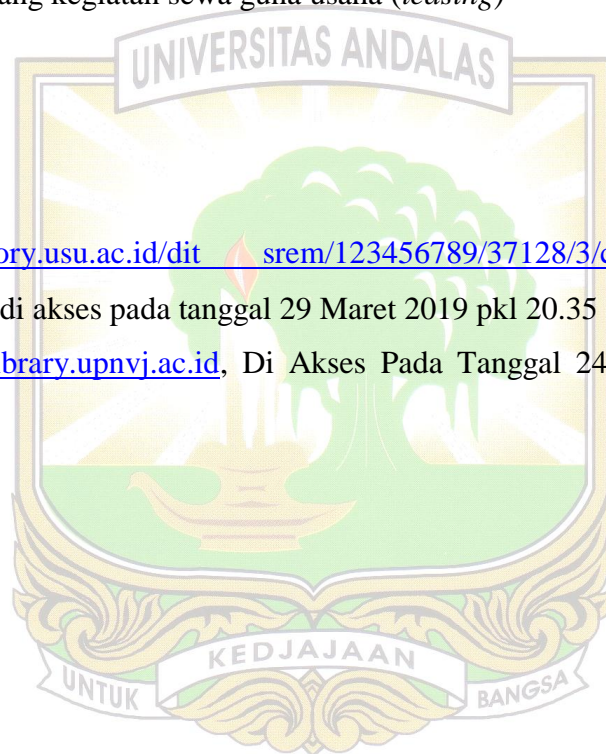 ang kegiatan sewa guna usaha (leasing)
UNIVERSITAS ANDALAS
ory.usu.ac.id/dit srem/123456789/37128/3/c
di akses pada tanggal 29 Maret 2019 pkl 20.35
brary.upnvj.ac.id, Di Akses Pada Tanggal 24
KEDJAJAAN
UNTUK BANGSA